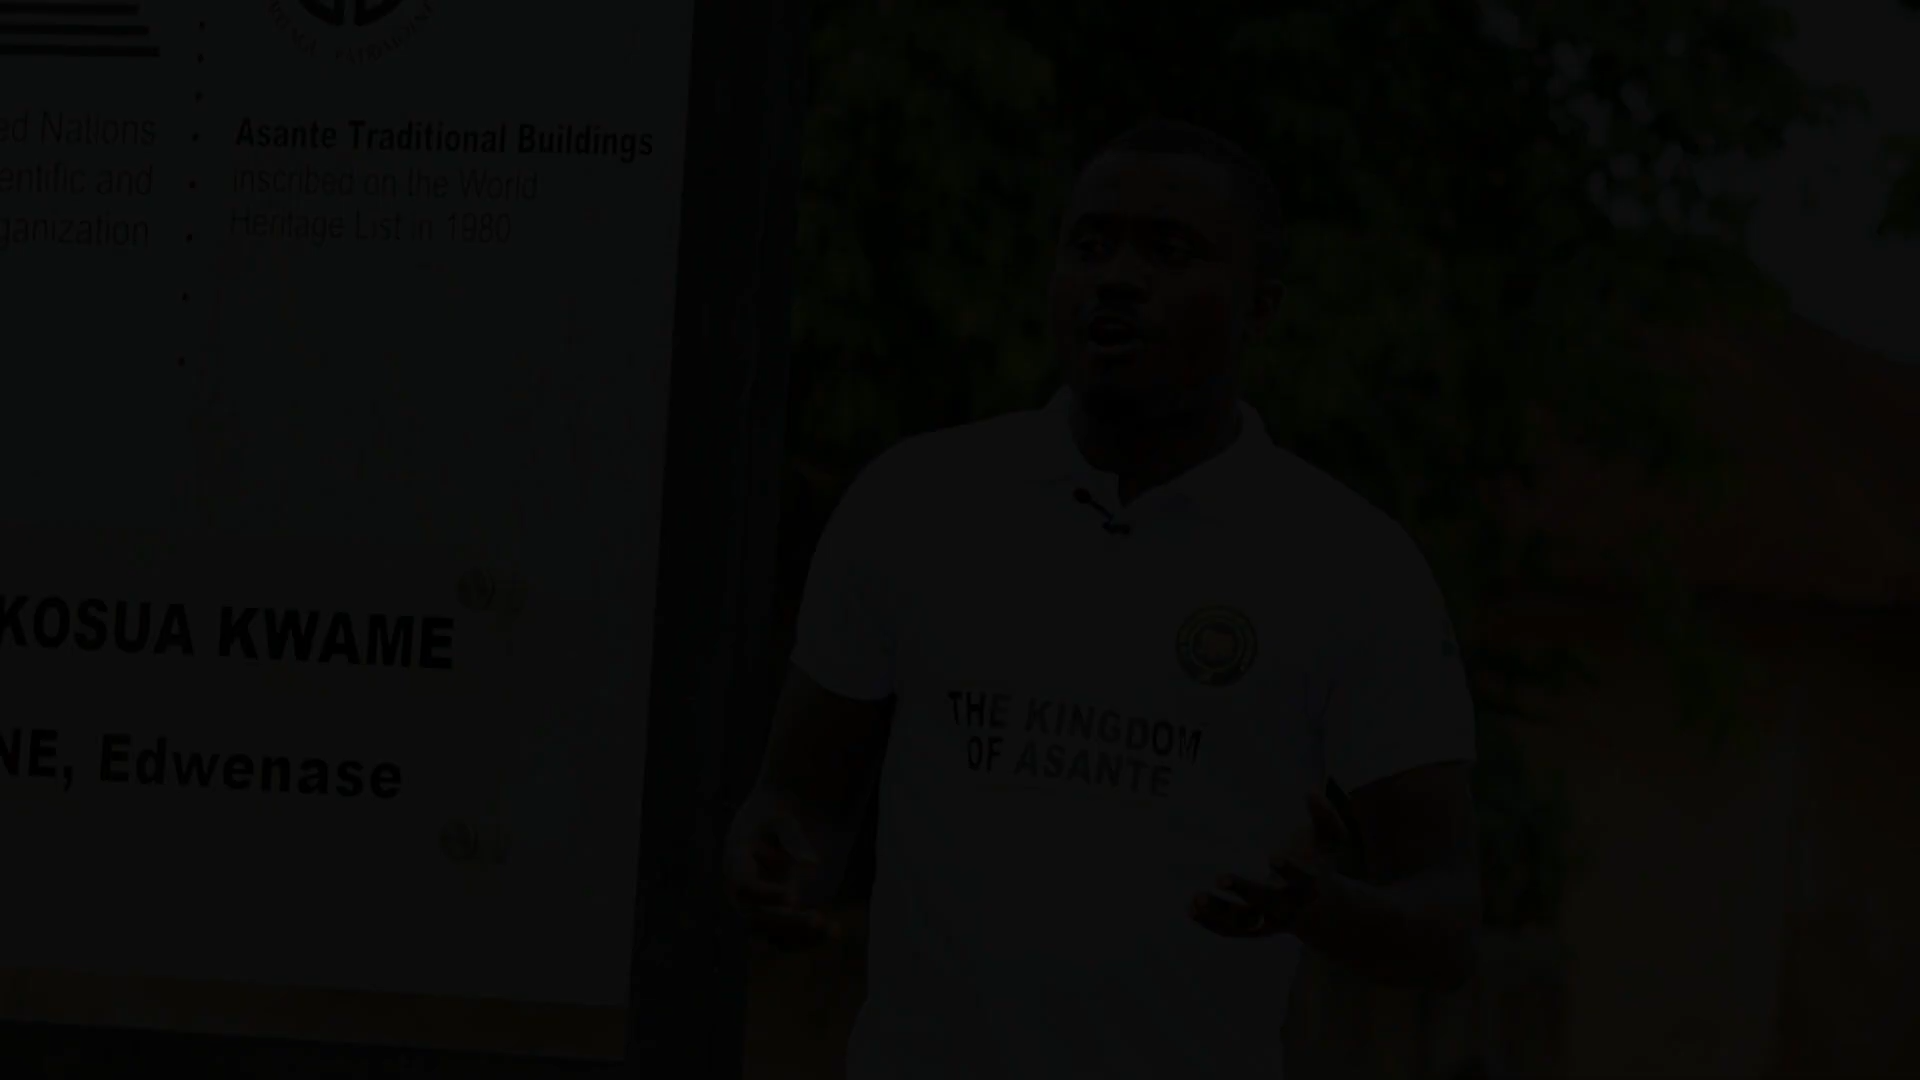 PATRIMOINE
ed Nations
entific and
ganization
Asante Traditional Buildings
inscribed on the World
Heritage List in 1980
KOSUA KWAME
NE, Edwenase
THE KINGDOM
OF ASANTE